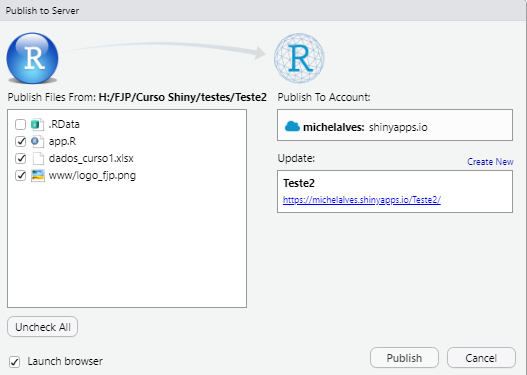 Publish to Server
R
R
Publish Files From: H:/FJP/Curso Shiny/testes/Teste2
.RData
app.R
dados_curso1.xlsx
www/logo_fjp.png
Uncheck All
Launch browser
Publish To Account:
michelalves: shinyapps.io
Update:
Create New
Teste2
https://michelalves.shinyapps.io/Teste2/
Publish
Cancel